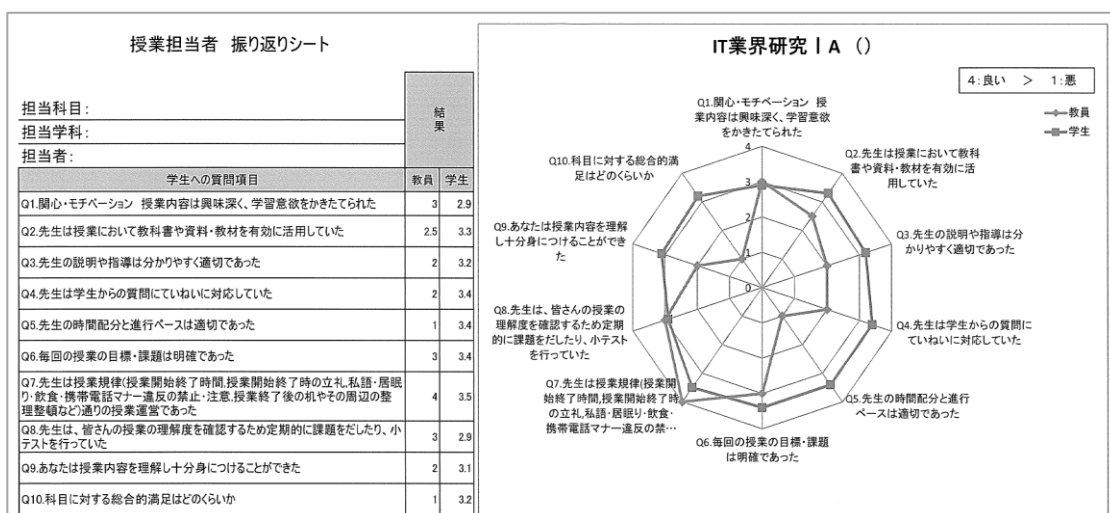 授業担当者 振り返りシート
担当科目:
担当学科:
担当者:
結果
学生への質問項目 教員 学生
Q1.関心・モチベーション 授業内容は興味深く、学習意欲をかきたてられた 3 2.9
Q2.先生は授業において教科書や資料・教材を有効に活用していた 2.5 3.3
Q3.先生の説明や指導は分かりやすく適切であった 2 3.2
Q4.先生は学生からの質問にていねいに対応していた 2 3.4
Q5.先生の時間配分と進行ペースは適切であった 1 3.4
Q6.毎回の授業の目標・課題は明確であった 3 3.4
Q7.先生は授業規律(授業開始終了時間,授業開始終了時の立礼,私語・居眠
り・飲食・携帯電話マナー違反の禁止・注意,授業終了後の机やその周辺の整
理整頓など)通りの授業運営であった 4 3.5
Q8.先生は、皆さんの授業の理解度を確認するため定期的に課題をだしたり、小
テストを行っていた 3 2.9
Q9.あなたは授業内容を理解し十分身につけることができた 2 3.1
Q10.科目に対する総合的満足はどのくらいか 1 3.2
IT業界研究ⅠA ()
4:良い > 1:悪
教員
学生
Q1.関心・モチベーション 授
業内容は興味深く、学習意欲
をかきたてられた
Q2.先生は授業において教科
書や資料・教材を有効に活
用していた
Q3.先生の説明や指導は分
かりやすく適切であった
Q4.先生は学生からの質問に
ていねいに対応していた
Q5.先生の時間配分と進行
ペースは適切であった
Q6.毎回の授業の目標・課題
は明確であった
Q7.先生は授業規律(授業開
始終了時間,授業開始終了時
の立礼,私語・居眠り・飲食・
携帯電話マナー違反の禁…
Q8.先生は、皆さんの授業の
理解度を確認するため定期
的に課題をだしたり、小テスト
を行っていた
Q9.あなたは授業内容を理解
し十分身につけることができ
た
Q10.科目に対する総合的満
足はどのくらいか
4
3
2
1
0